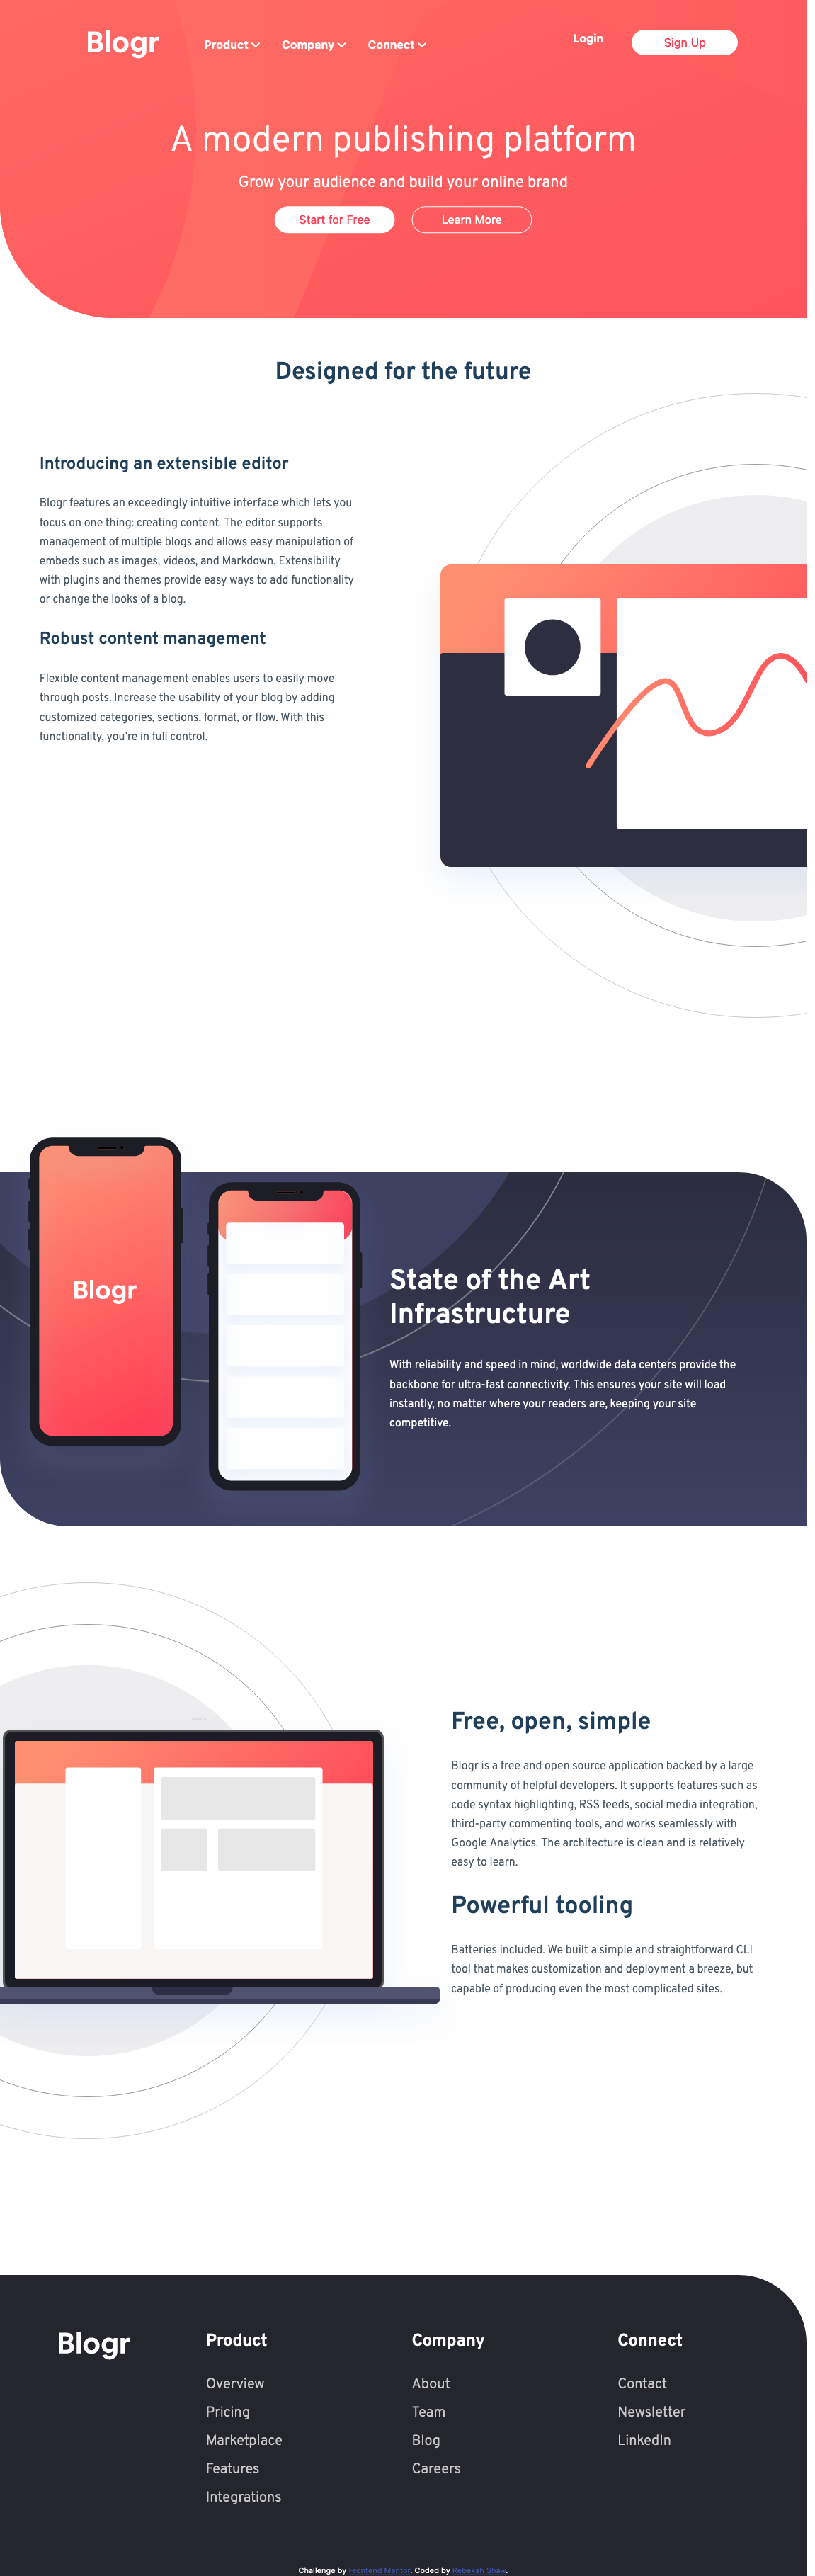 Blogr Product Company Connect Login Sign Up
A modern publishing platform
Grow your audience and build your online brand
Start for Free Learn More
Designed for the future
Introducing an extensible editor
Blogr features an exceedingly intuitive interface which lets you
focus on one thing: creating content. The editor supports
management of multiple blogs and allows easy manipulation of
embeds such as images, videos, and Markdown. Extensibility
with plugins and themes provide easy ways to add functionality
or change the looks of a blog.
Robust content management
Flexible content management enables users to easily move
through posts. Increase the usability of your blog by adding
customized categories, sections, format, or flow. With this
functionality, you're in full control.
Blogr
State of the Art
Infrastructure
With reliability and speed in mind, worldwide data centers provide the
backbone for ultra-fast connectivity. This ensures your site will load
instantly, no matter where your readers are, keeping your site
competitive.
Free, open, simple
Blogr is a free and open source application backed by a large
community of helpful developers. It supports features such as
code syntax highlighting, RSS feeds, social media integration,
third-party commenting tools, and works seamlessly with
Google Analytics. The architecture is clean and is relatively
easy to learn.
Powerful tooling
Batteries included. We built a simple and straightforward CLI
tool that makes customization and deployment a breeze, but
capable of producing even the most complicated sites.
Blogr
Product
Overview
Pricing
Marketplace
Features
Integrations
Company
About
Team
Blog
Careers
Connect
Contact
Newsletter
LinkedIn
Challenge by Frontend Mentor. Coded by Rebekah Shaw.